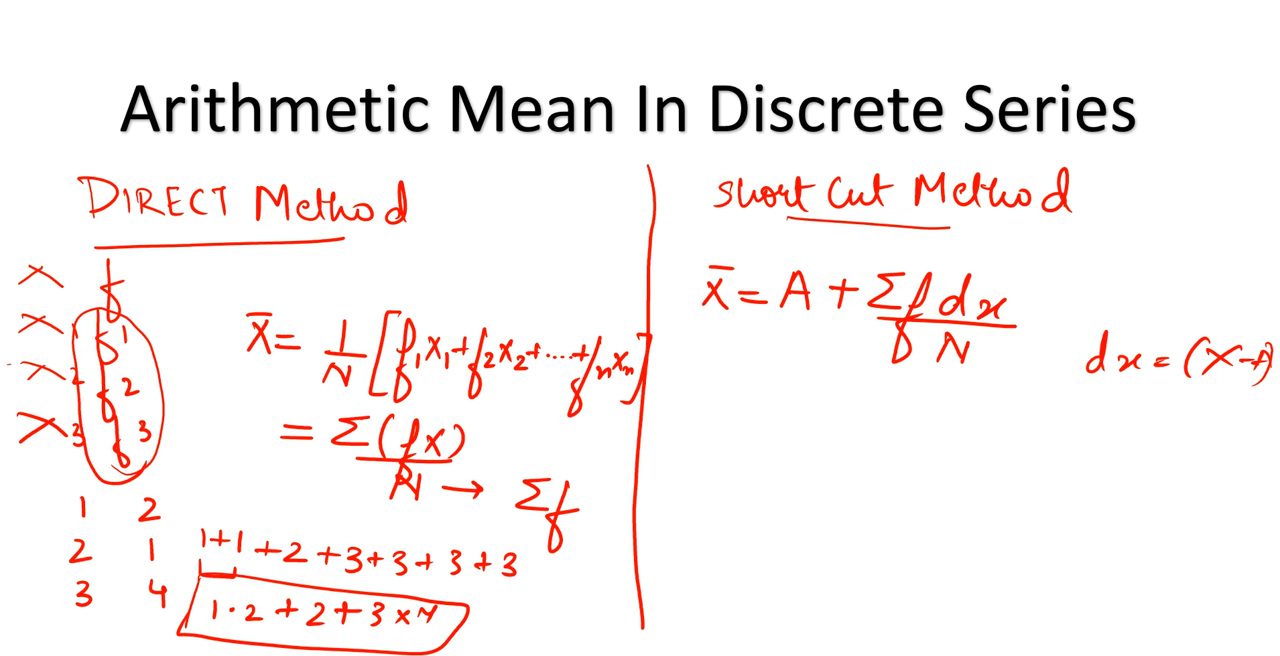 Arithmetic Mean In Discrete Series
DIRECT Method
X f
X1 f1
X2 f2
X3 f3
X̄ = 1/N [f1X1 + f2X2 + .... + fnXn]
= Σ(fX)/N → Σf
1 2
2 1
3 4
1+1+2+3+3+3+3
1·2+2+3×4
Short Cut Method
X̄ = A + Σf dx/N
dx = (X-A)